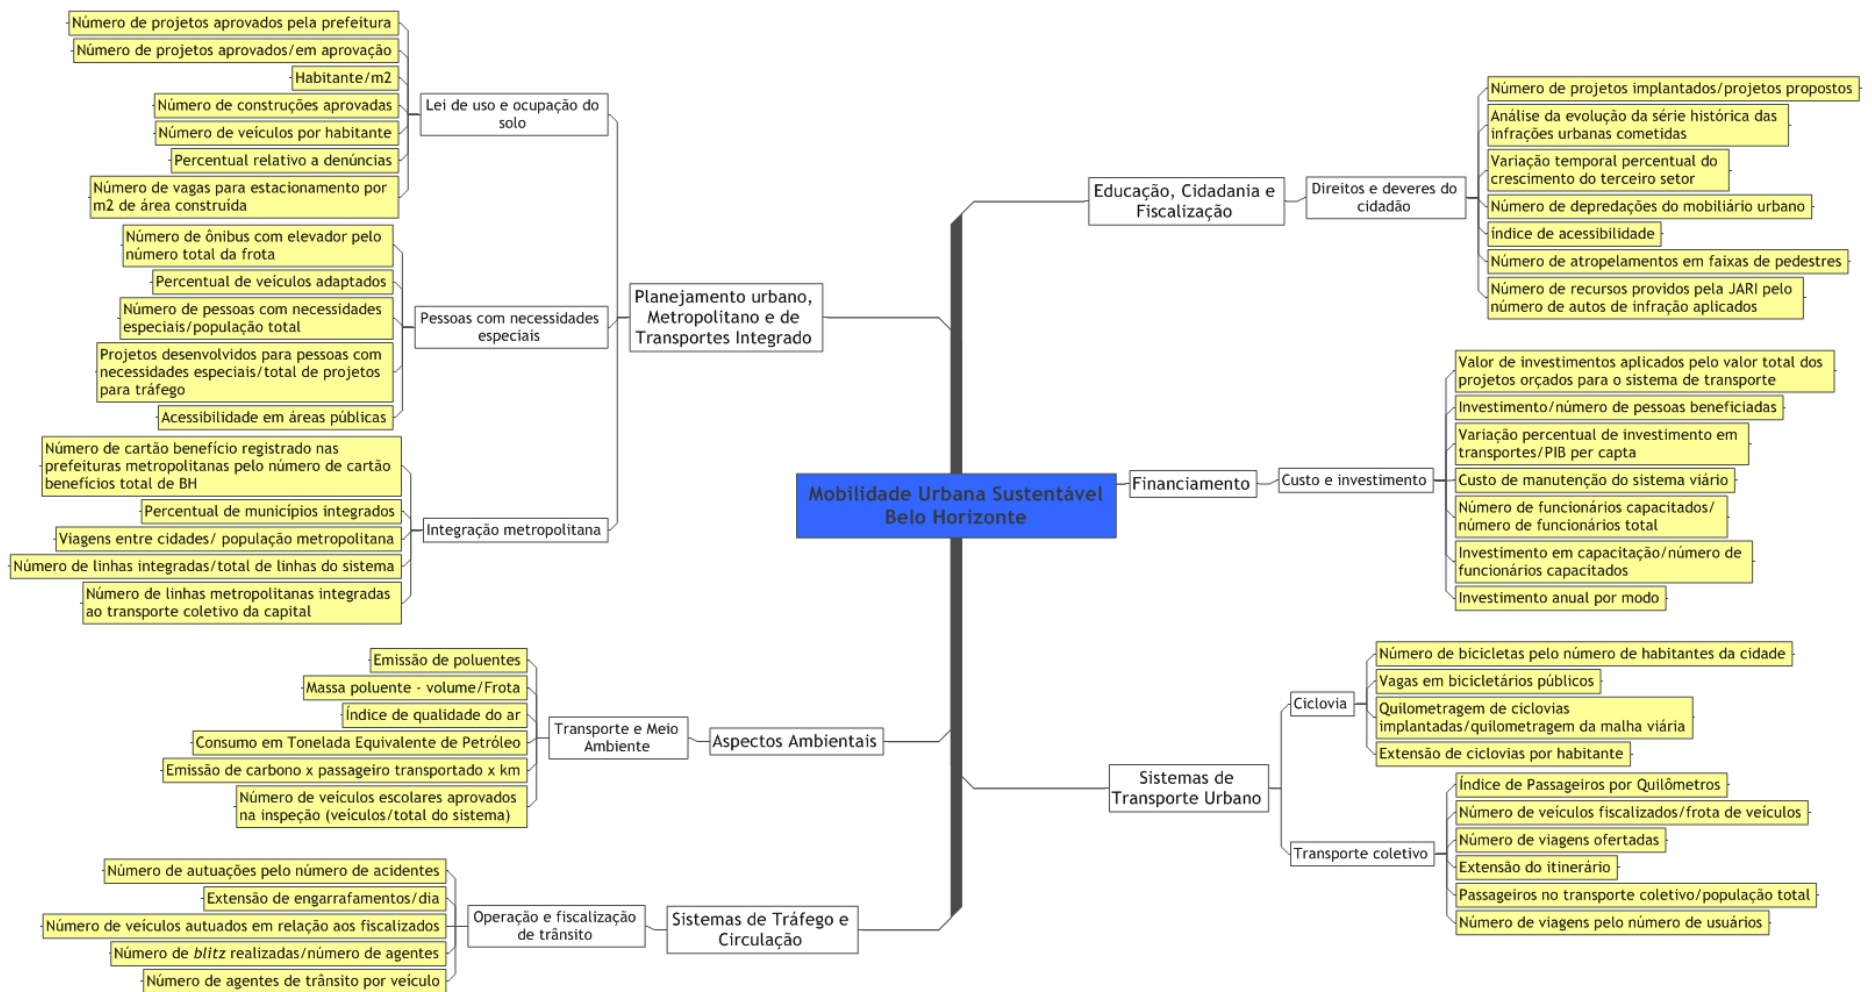 Número de projetos aprovados pela prefeitura
Número de projetos aprovados/em aprovação
Habitante/m2
Número de construções aprovadas
Número de veículos por habitante
Percentual relativo a denúncias
Número de vagas para estacionamento por
m2 de área construída
Lei de uso e ocupação do
solo
Número de ônibus com elevador pelo
número total da frota
Percentual de veículos adaptados
Número de pessoas com necessidades
especiais/população total
Projetos desenvolvidos para pessoas com
necessidades especiais/total de projetos
para tráfego
Acessibilidade em áreas públicas
Pessoas com necessidades
especiais
Número de cartão benefício registrado nas
prefeituras metropolitanas pelo número de cartão
benefícios total de BH
Percentual de municípios integrados
Viagens entre cidades/ população metropolitana
Número de linhas integradas/total de linhas do sistema
Número de linhas metropolitanas integradas
ao transporte coletivo da capital
Integração metropolitana
Planejamento urbano,
Metropolitano e de
Transportes Integrado
Emissão de poluentes
Massa poluente - volume/Frota
Índice de qualidade do ar
Consumo em Tonelada Equivalente de Petróleo
Emissão de carbono x passageiro transportado x km
Número de veículos escolares aprovados
na inspeção (veículos/total do sistema)
Transporte e Meio
Ambiente
Aspectos Ambientais
Número de autuações pelo número de acidentes
Extensão de engarrafamentos/dia
Número de veículos autuados em relação aos fiscalizados
Número de blitz realizadas/número de agentes
Número de agentes de trânsito por veículo
Operação e fiscalização
de trânsito
Sistemas de Tráfego e
Circulação
Mobilidade Urbana Sustentável
Belo Horizonte
Educação, Cidadania e
Fiscalização
Direitos e deveres do
cidadão
Número de projetos implantados/projetos propostos
Análise da evolução da série histórica das
infrações urbanas cometidas
Variação temporal percentual do
crescimento do terceiro setor
Número de depredações do mobiliário urbano
índice de acessibilidade
Número de atropelamentos em faixas de pedestres
Número de recursos providos pela JARI pelo
número de autos de infração aplicados
Financiamento
Custo e investimento
Valor de investimentos aplicados pelo valor total dos
projetos orçados para o sistema de transporte
Investimento/número de pessoas beneficiadas
Variação percentual de investimento em
transportes/PIB per capta
Custo de manutenção do sistema viário
Número de funcionários capacitados/
número de funcionários total
Investimento em capacitação/número de
funcionários capacitados
Investimento anual por modo
Sistemas de
Transporte Urbano
Ciclovia
Número de bicicletas pelo número de habitantes da cidade
Vagas em bicicletários públicos
Quilometragem de ciclovias
implantadas/quilometragem da malha viária
Extensão de ciclovias por habitante
Transporte coletivo
Índice de Passageiros por Quilômetros
Número de veículos fiscalizados/frota de veículos
Número de viagens ofertadas
Extensão do itinerário
Passageiros no transporte coletivo/população total
Número de viagens pelo número de usuários